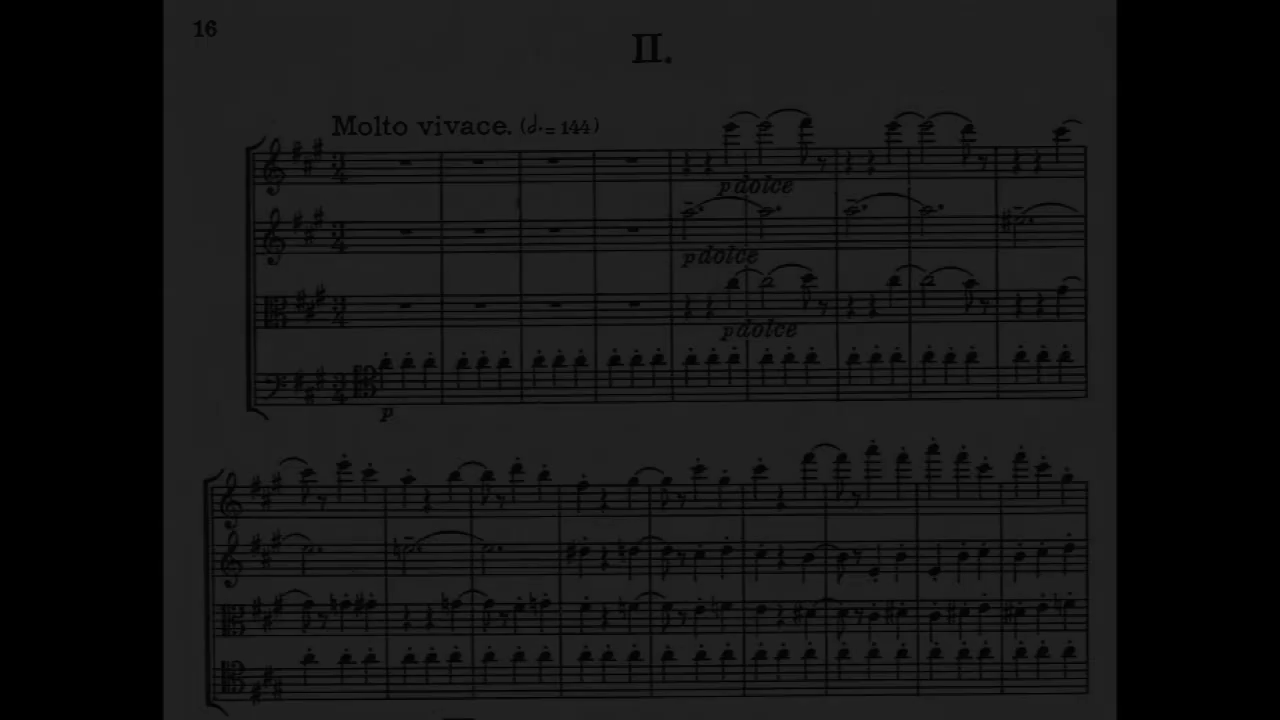 16
II.
Molto vivace. (𝅗𝅥. = 144)
p dolce
p dolce
p dolce
p